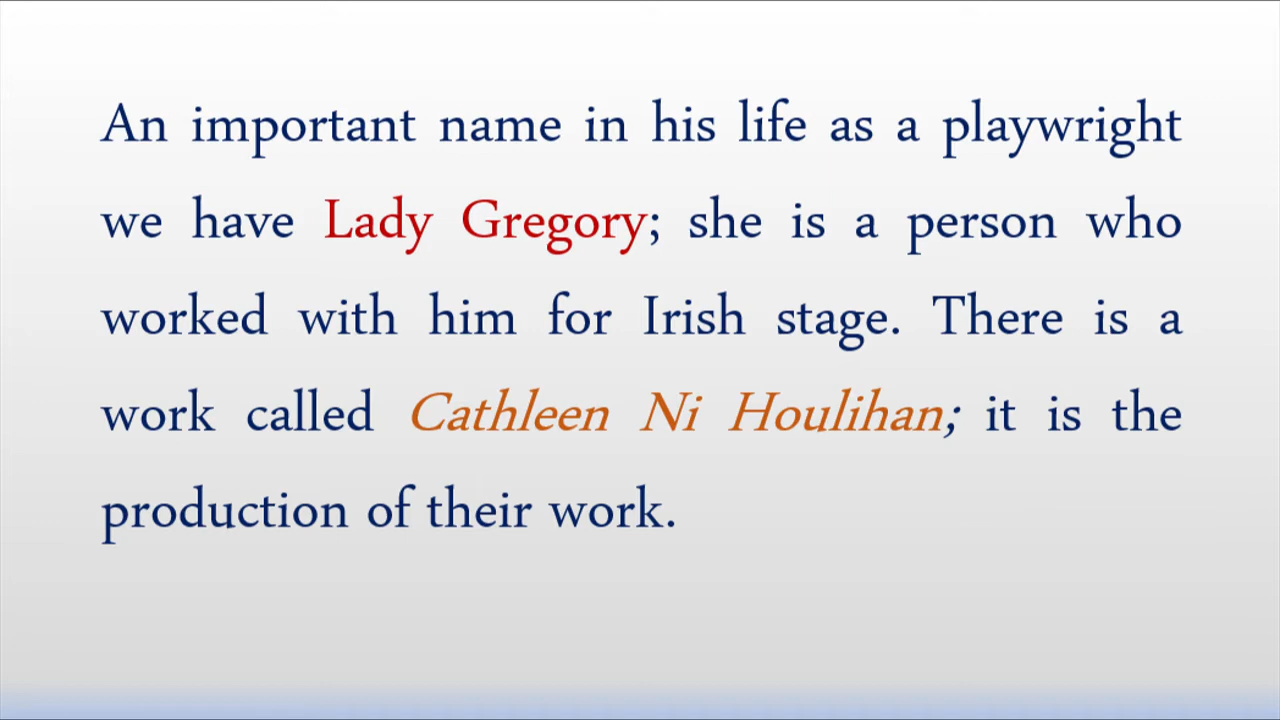 An important name in his life as a playwright
we have Lady Gregory; she is a person who
worked with him for Irish stage. There is a
work called Cathleen Ni Houlihan; it is the
production of their work.